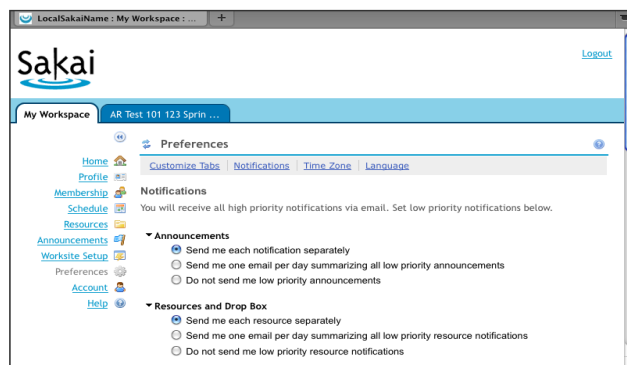 LocalSakaiName : My Workspace : ... +
Sakai
Logout
My Workspace AR Test 101 123 Sprin ...
Home
Profile
Membership
Schedule
Resources
Announcements
Worksite Setup
Preferences
Account
Help
Preferences
Customize Tabs Notifications Time Zone Language
Notifications
You will receive all high priority notifications via email. Set low priority notifications below.
Announcements
Send me each notification separately
Send me one email per day summarizing all low priority announcements
Do not send me low priority announcements
Resources and Drop Box
Send me each resource separately
Send me one email per day summarizing all low priority resource notifications
Do not send me low priority resource notifications